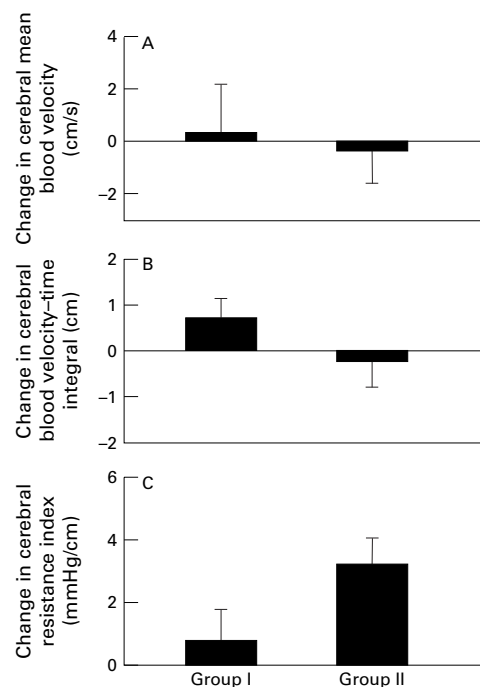 A
Change in cerebral mean
blood velocity
(cm/s)
4
2
0
–2
B
Change in cerebral
blood velocity–time
integral (cm)
2
1
0
–1
–2
C
Change in cerebral
resistance index
(mmHg/cm)
6
4
2
0
Group I Group II